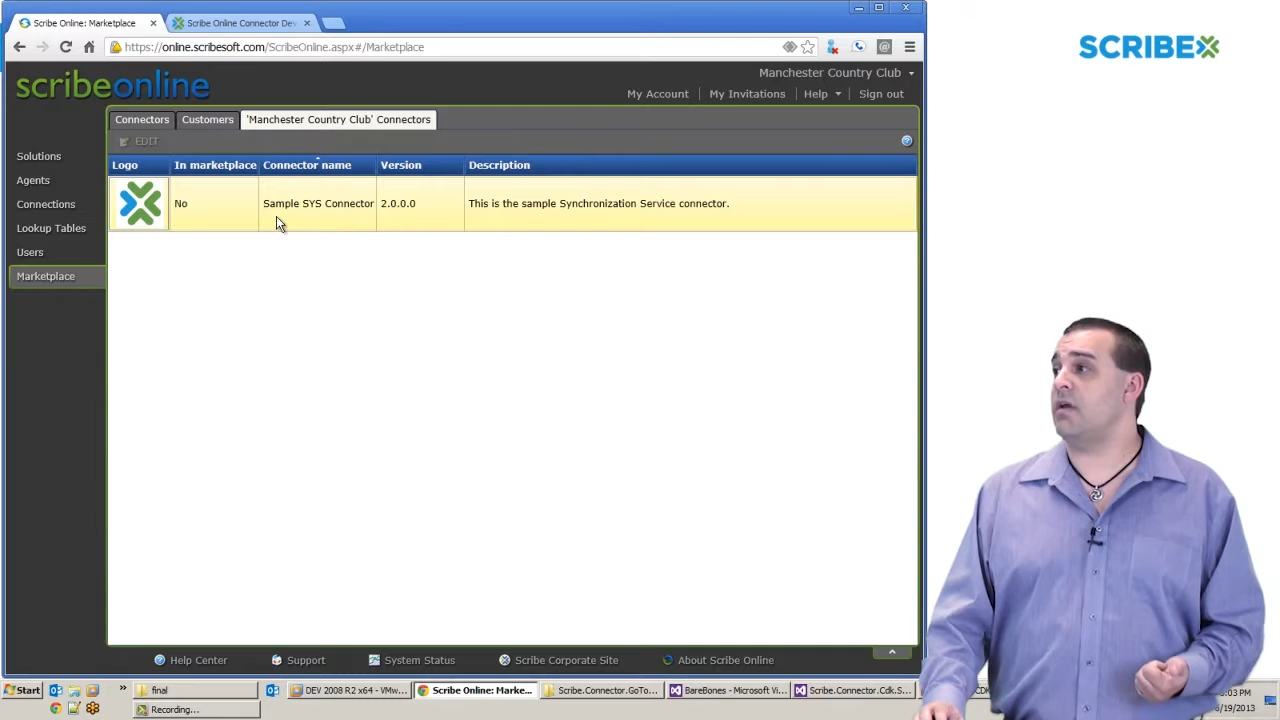 Scribe Online: Marketplace
Scribe Online Connector Dev
https://online.scribesoft.com/ScribeOnline.aspx#/Marketplace
SCRIBE
scribeonline
Manchester Country Club
My Account
My Invitations
Help
Sign out
Connectors
Customers
'Manchester Country Club' Connectors
EDIT
Solutions
Agents
Connections
Lookup Tables
Users
Marketplace
Logo
In marketplace
Connector name
Version
Description
No
Sample SYS Connector
2.0.0.0
This is the sample Synchronization Service connector.
Help Center
Support
System Status
Scribe Corporate Site
About Scribe Online
Start
final
DEV 2008 R2 x64 - VMw...
Scribe Online: Marke...
Scribe.Connector.GoTo...
BareBones - Microsoft Vi...
Scribe.Connector.Cdk.S...
Recording...